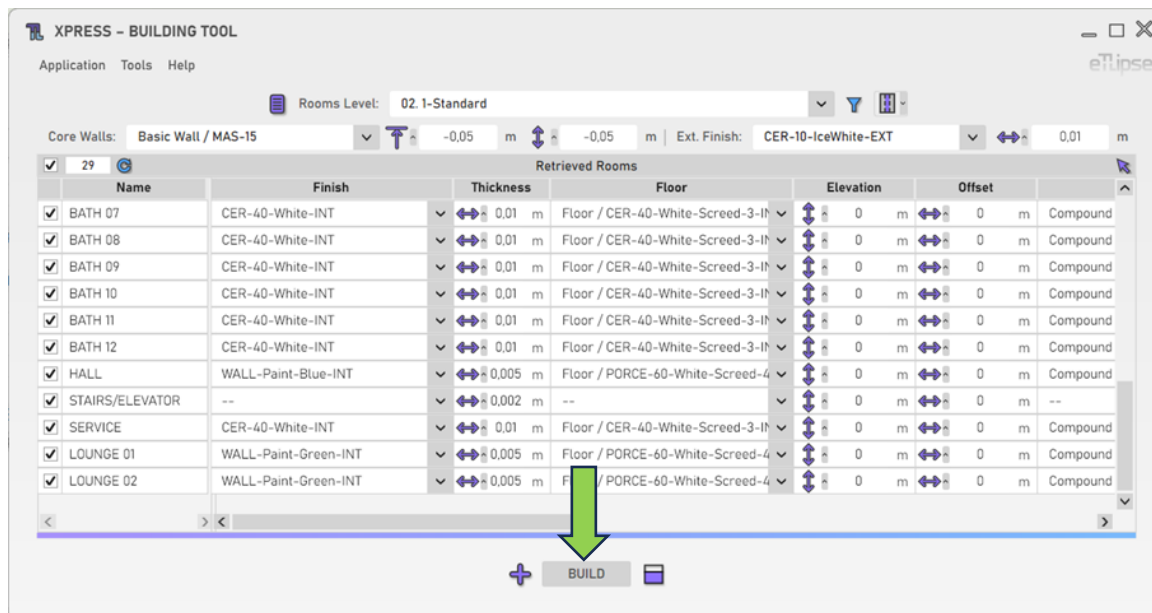 XPRESS – BUILDING TOOL
Application Tools Help
eTLipse
Rooms Level: 02. 1-Standard
Core Walls: Basic Wall / MAS-15 -0,05 m -0,05 m Ext. Finish: CER-10-IceWhite-EXT 0,01 m
29 Retrieved Rooms
Name Finish Thickness Floor Elevation Offset
BATH 07 CER-40-White-INT 0,01 m Floor / CER-40-White-Screed-3-IN 0 m 0 m Compound
BATH 08 CER-40-White-INT 0,01 m Floor / CER-40-White-Screed-3-IN 0 m 0 m Compound
BATH 09 CER-40-White-INT 0,01 m Floor / CER-40-White-Screed-3-IN 0 m 0 m Compound
BATH 10 CER-40-White-INT 0,01 m Floor / CER-40-White-Screed-3-IN 0 m 0 m Compound
BATH 11 CER-40-White-INT 0,01 m Floor / CER-40-White-Screed-3-IN 0 m 0 m Compound
BATH 12 CER-40-White-INT 0,01 m Floor / CER-40-White-Screed-3-IN 0 m 0 m Compound
HALL WALL-Paint-Blue-INT 0,005 m Floor / PORCE-60-White-Screed-4 0 m 0 m Compound
STAIRS/ELEVATOR -- 0,002 m -- 0 m 0 m --
SERVICE CER-40-White-INT 0,01 m Floor / CER-40-White-Screed-3-IN 0 m 0 m Compound
LOUNGE 01 WALL-Paint-Green-INT 0,005 m Floor / PORCE-60-White-Screed-4 0 m 0 m Compound
LOUNGE 02 WALL-Paint-Green-INT 0,005 m / PORCE-60-White-Screed-4 0 m 0 m Compound
BUILD